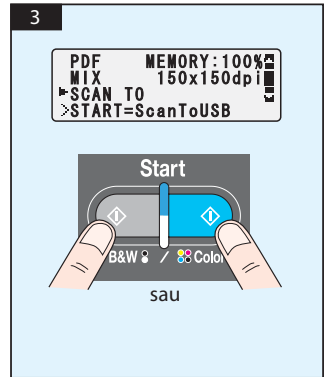 3
PDF MEMORY:100%
MIX 150x150dpi
SCAN TO
>START=ScanToUSB
Start
B&W / Color
sau